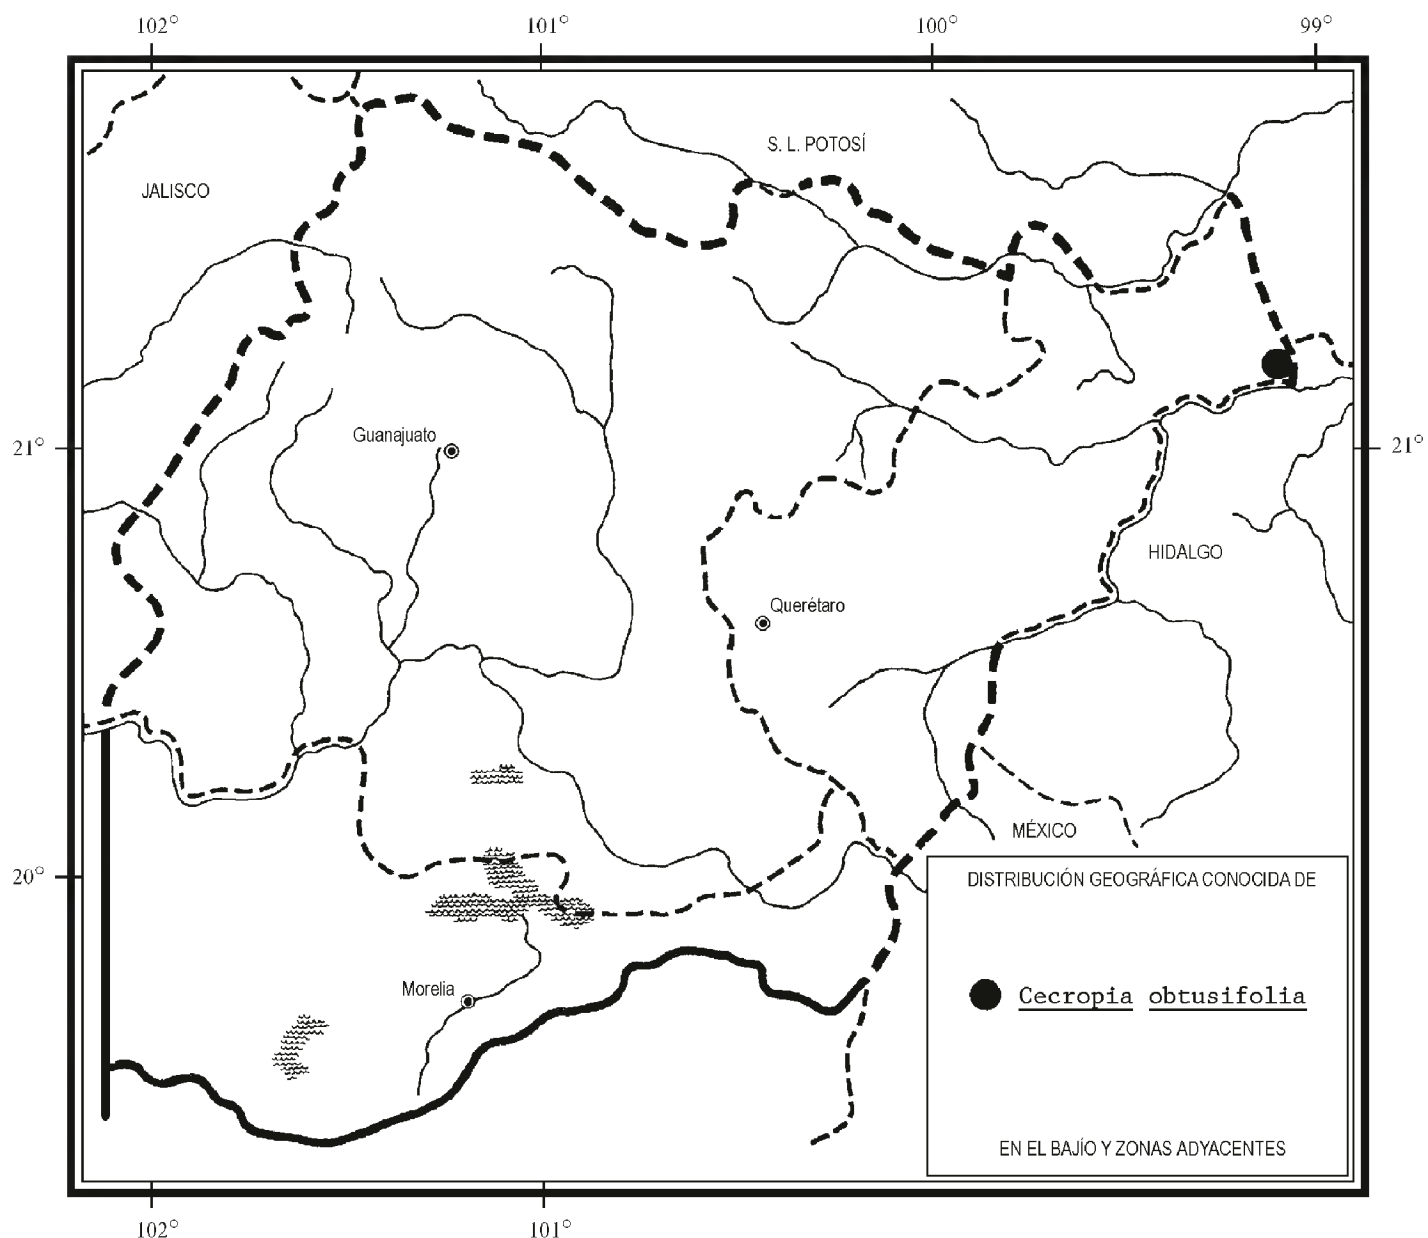 102° 101° 100° 99°
S. L. POTOSÍ
JALISCO
Guanajuato
21° 21°
HIDALGO
Querétaro
MÉXICO
20°
DISTRIBUCIÓN GEOGRÁFICA CONOCIDA DE
Morelia
Cecropia obtusifolia
EN EL BAJÍO Y ZONAS ADYACENTES
102° 101°